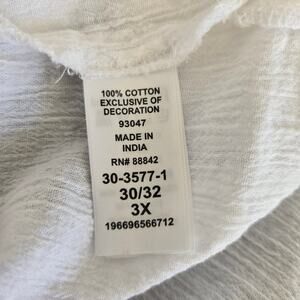 100% COTTON
EXCLUSIVE OF
DECORATION
93047
MADE IN
INDIA
RN# 88842
30-3577-1
30/32
3X
196696566712